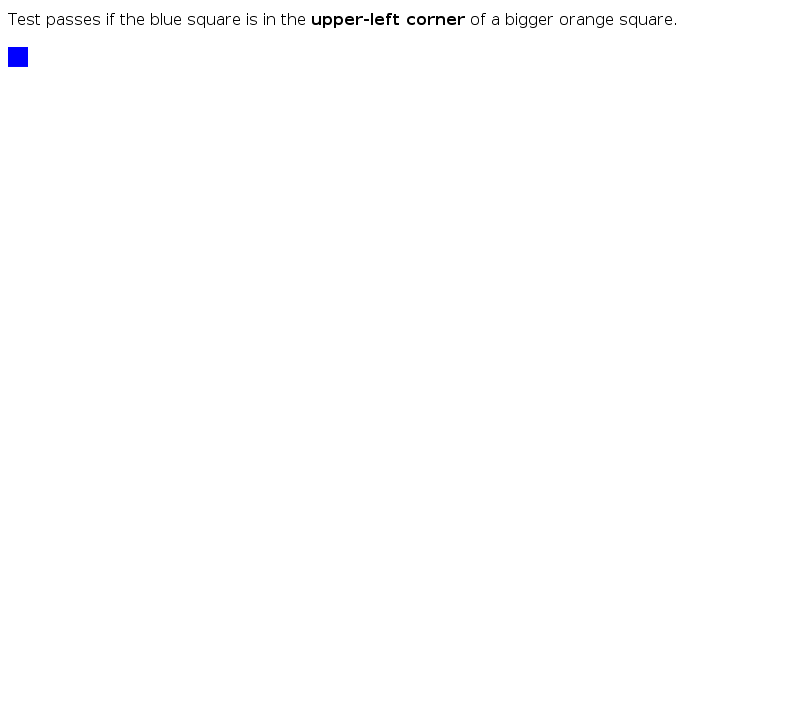 Test passes if the blue square is in the upper-left corner of a bigger orange square.